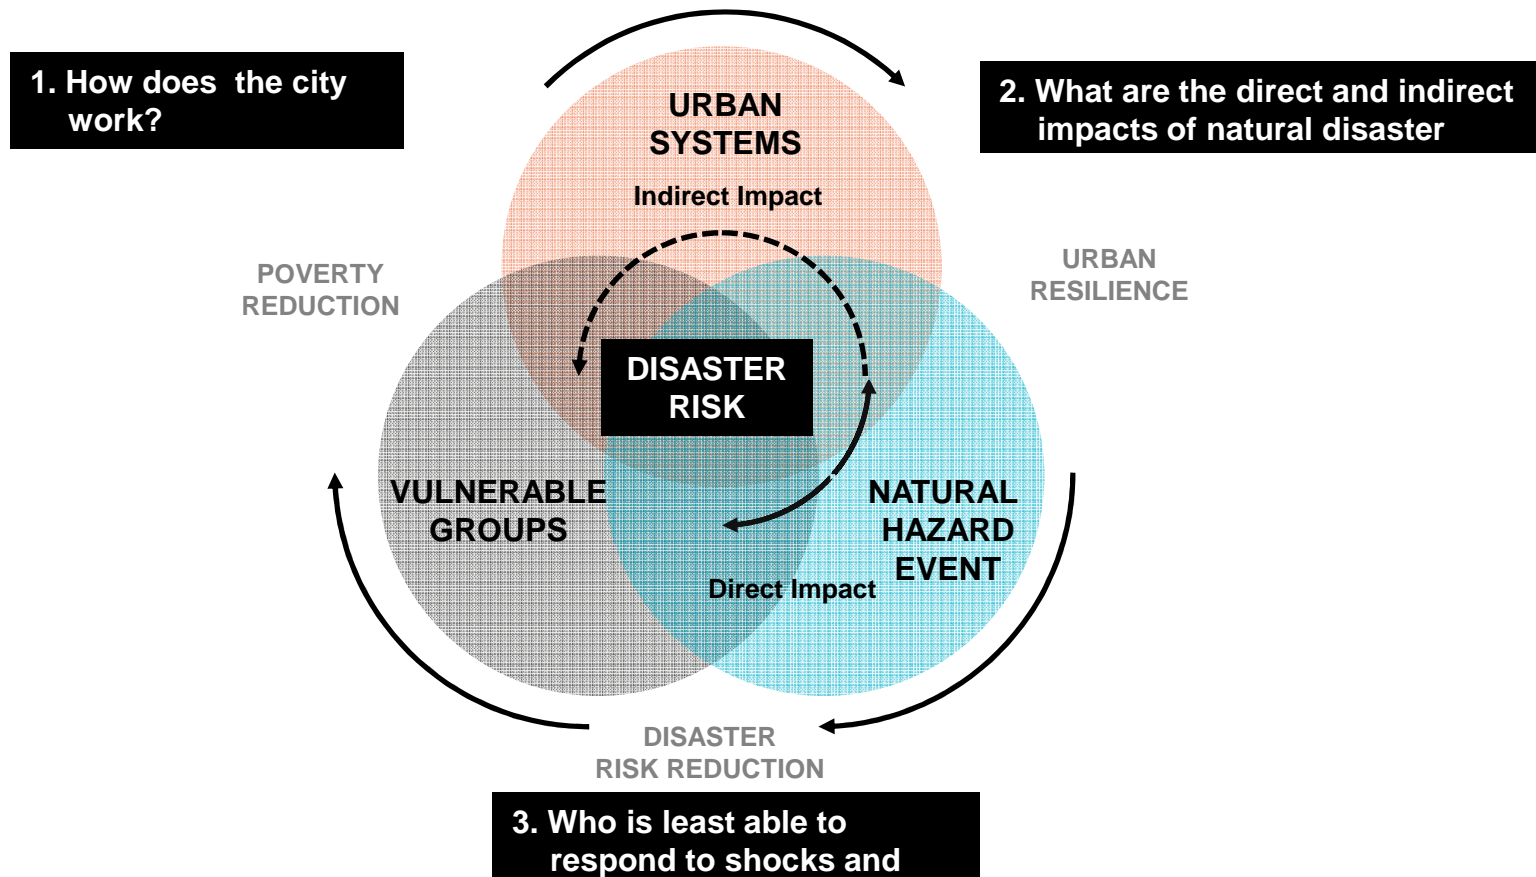 1. How does the city
work?
URBAN
SYSTEMS
Indirect Impact
2. What are the direct and indirect
impacts of natural disaster
POVERTY
REDUCTION
URBAN
RESILIENCE
DISASTER
RISK
VULNERABLE
GROUPS
NATURAL
HAZARD
EVENT
Direct Impact
DISASTER
RISK REDUCTION
3. Who is least able to
respond to shocks and